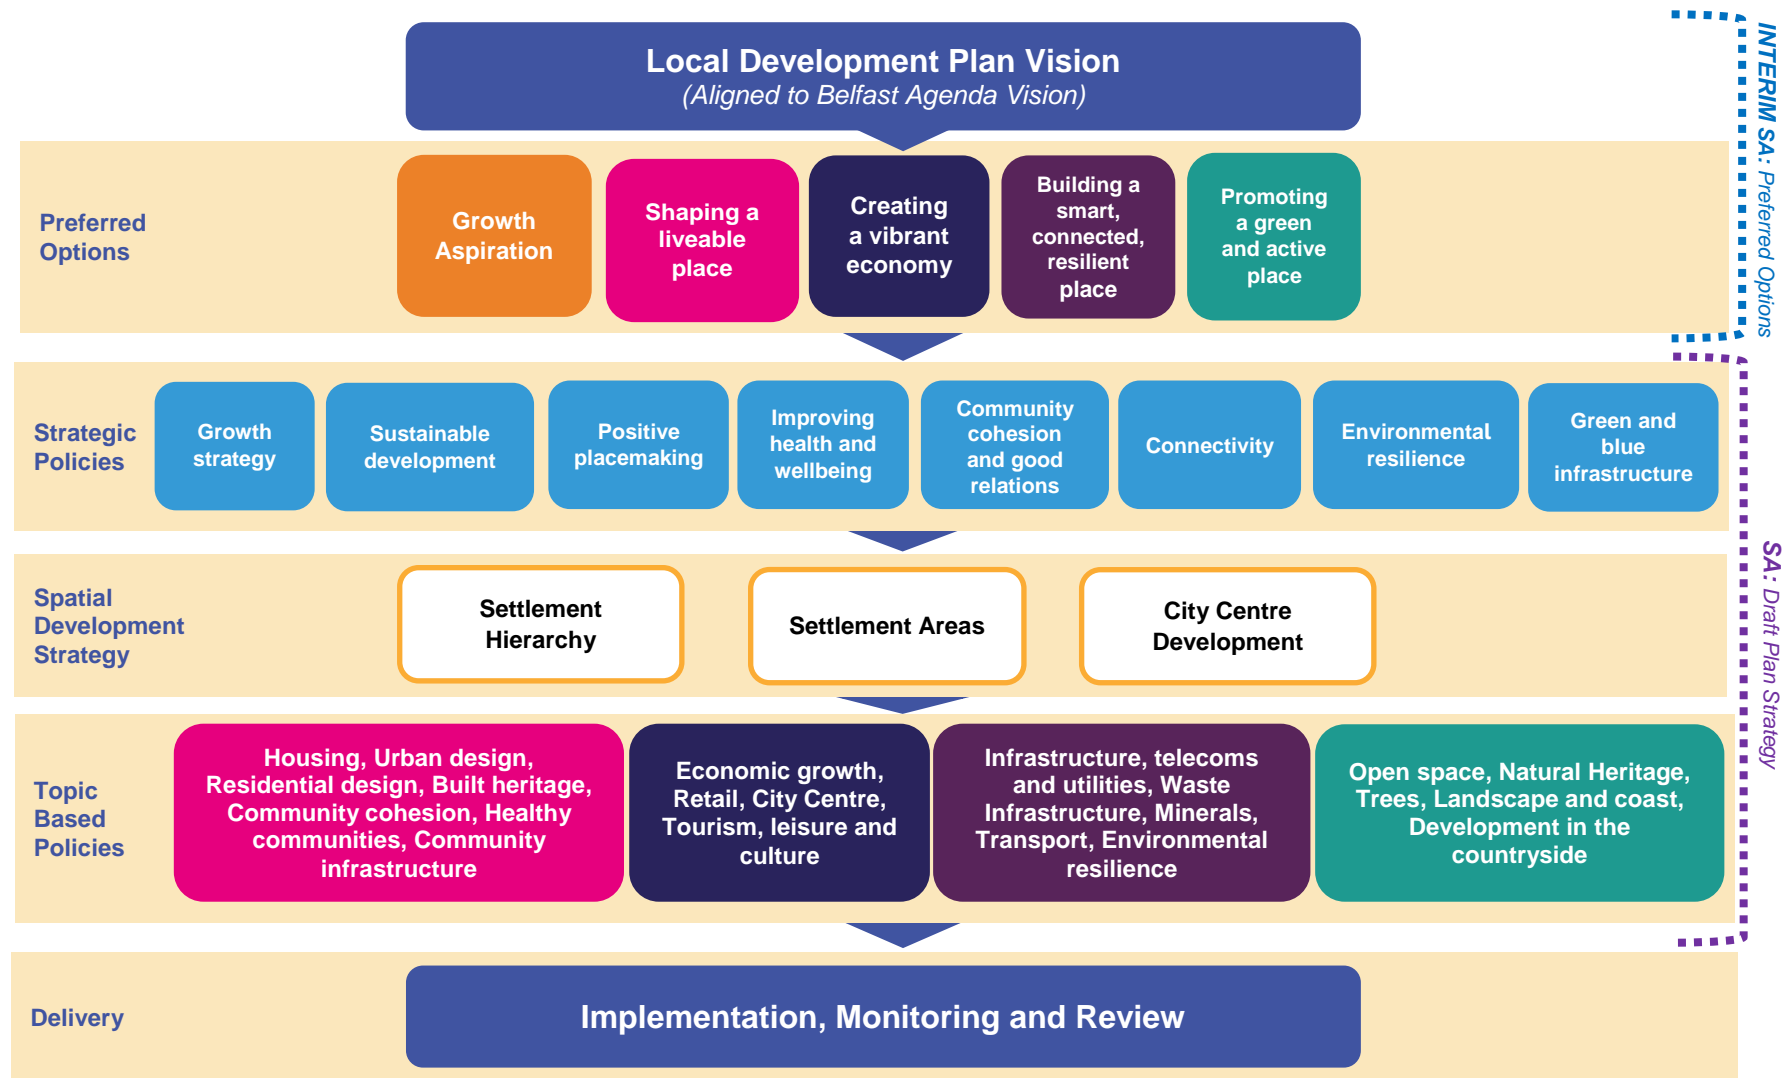 Local Development Plan Vision
(Aligned to Belfast Agenda Vision)
INTERIM SA: Preferred Options
Preferred
Options
Growth
Aspiration
Shaping a
liveable
place
Creating
a vibrant
economy
Building a
smart,
connected,
resilient
place
Promoting
a green
and active
place
Strategic
Policies
Growth
strategy
Sustainable
development
Positive
placemaking
Improving
health and
wellbeing
Community
cohesion
and good
relations
Connectivity
Environmental
resilience
Green and
blue
infrastructure
SA: Draft Plan Strategy
Spatial
Development
Strategy
Settlement
Hierarchy
Settlement Areas
City Centre
Development
Topic
Based
Policies
Housing, Urban design,
Residential design, Built heritage,
Community cohesion, Healthy
communities, Community
infrastructure
Economic growth,
Retail, City Centre,
Tourism, leisure and
culture
Infrastructure, telecoms
and utilities, Waste
Infrastructure, Minerals,
Transport, Environmental
resilience
Open space, Natural Heritage,
Trees, Landscape and coast,
Development in the
countryside
Delivery
Implementation, Monitoring and Review